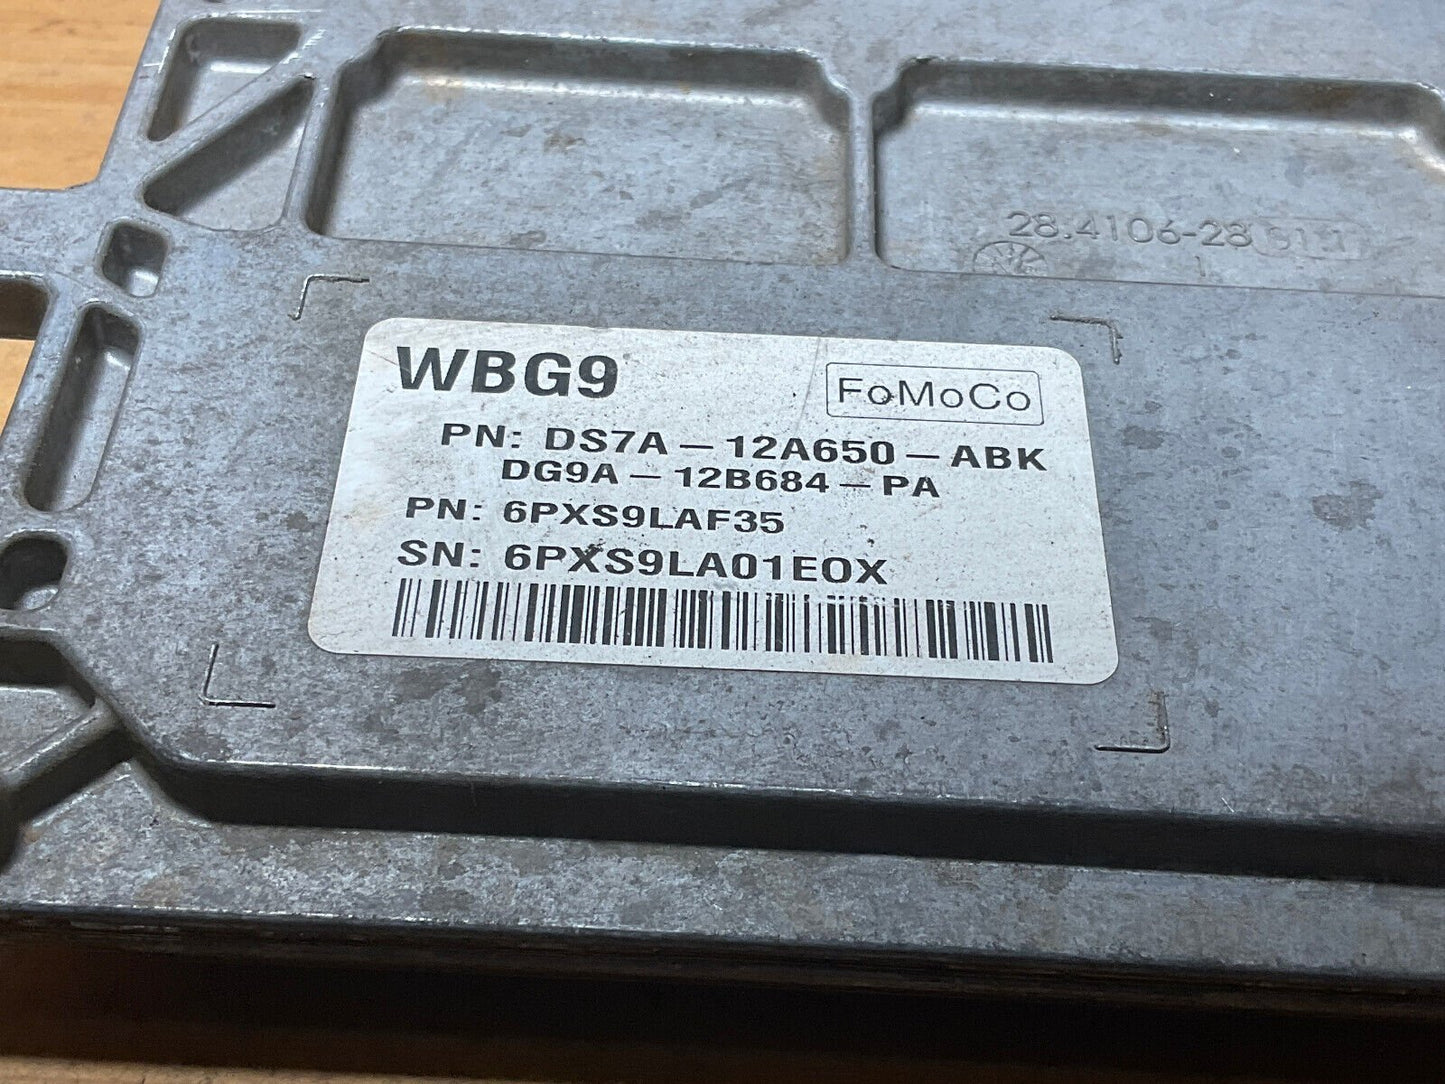 28.4106-28
WBG9
FoMoCo
PN: DS7A-12A650-ABK
DG9A-12B684-PA
PN: 6PXS9LAF35
SN: 6PXS9LA01E0X